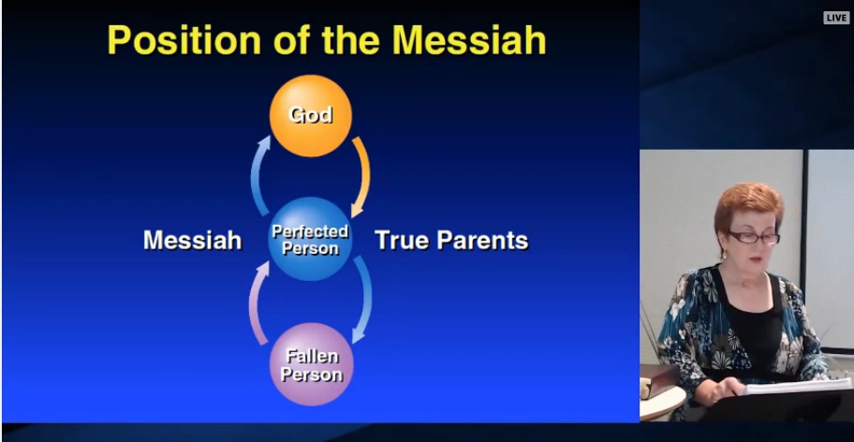 LIVE
Position of the Messiah
God
Messiah
Perfected
Person
True Parents
Fallen
Person